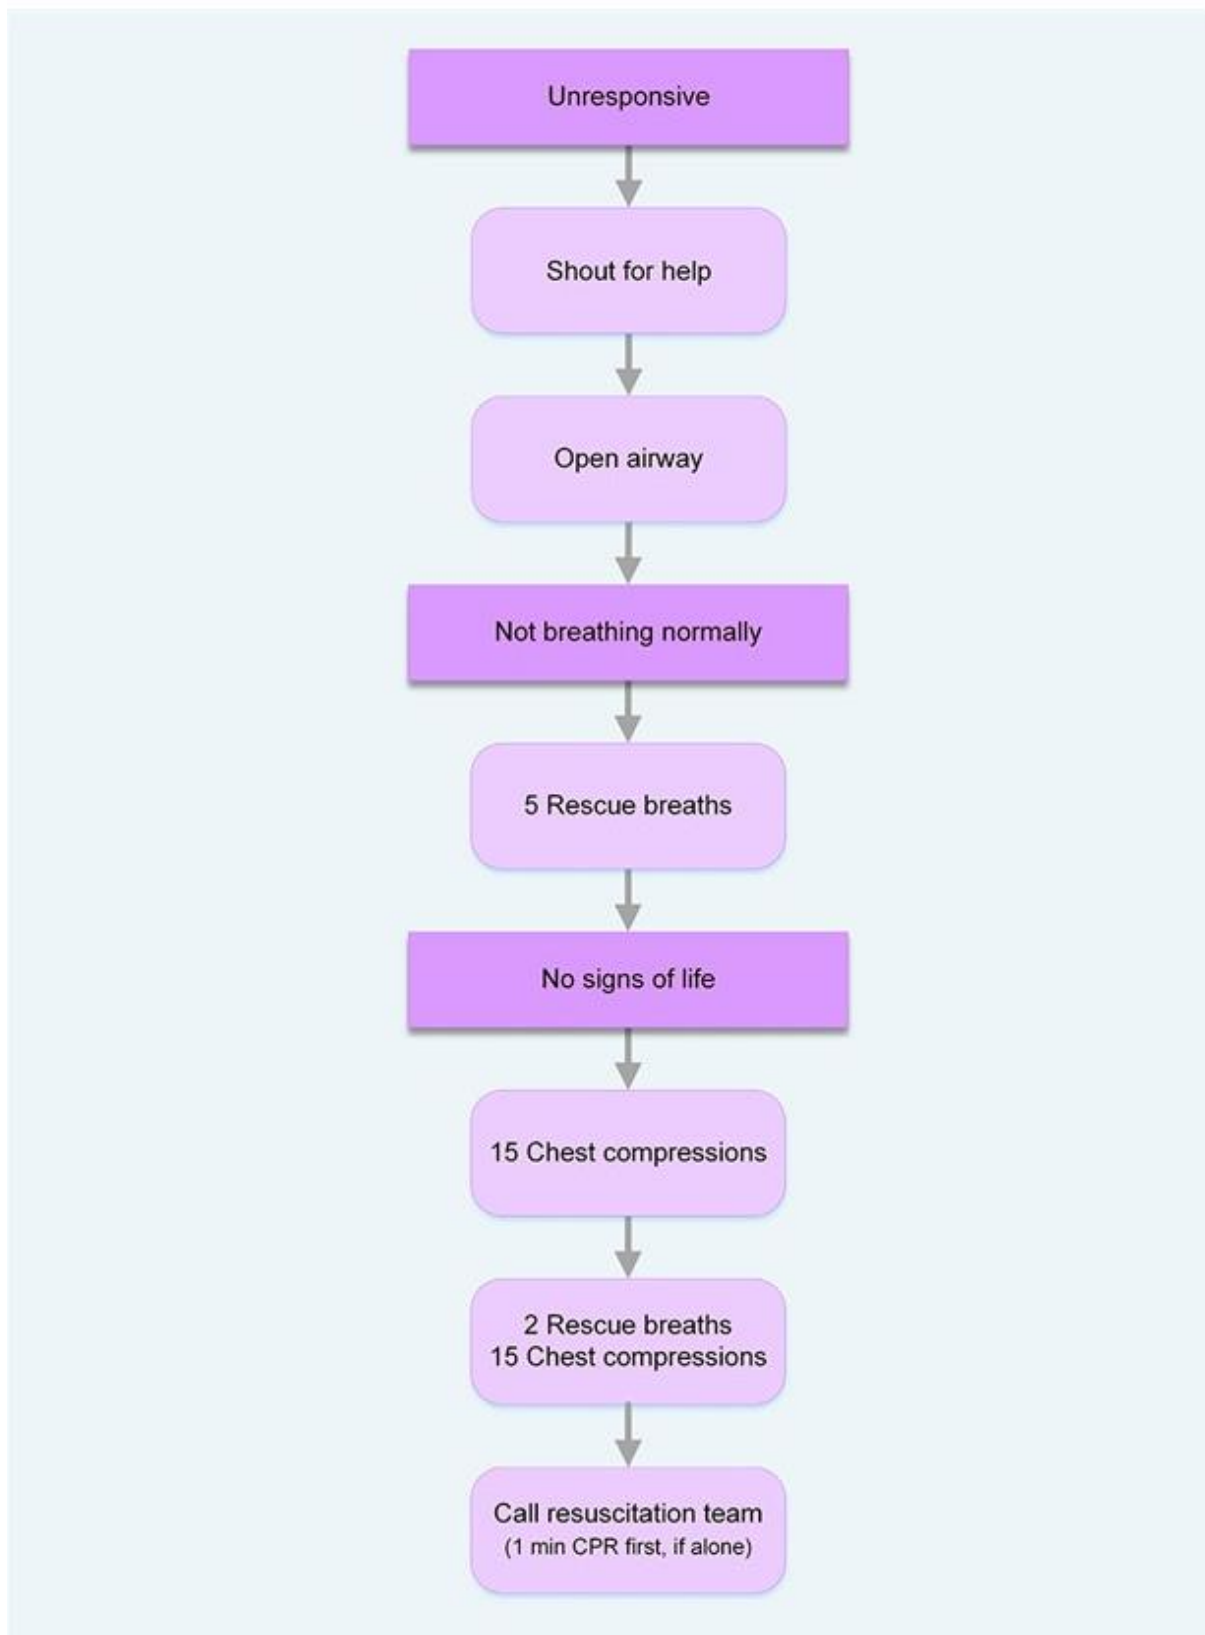 Unresponsive
Shout for help
Open airway
Not breathing normally
5 Rescue breaths
No signs of life
15 Chest compressions
2 Rescue breaths
15 Chest compressions
Call resuscitation team
(1 min CPR first, if alone)